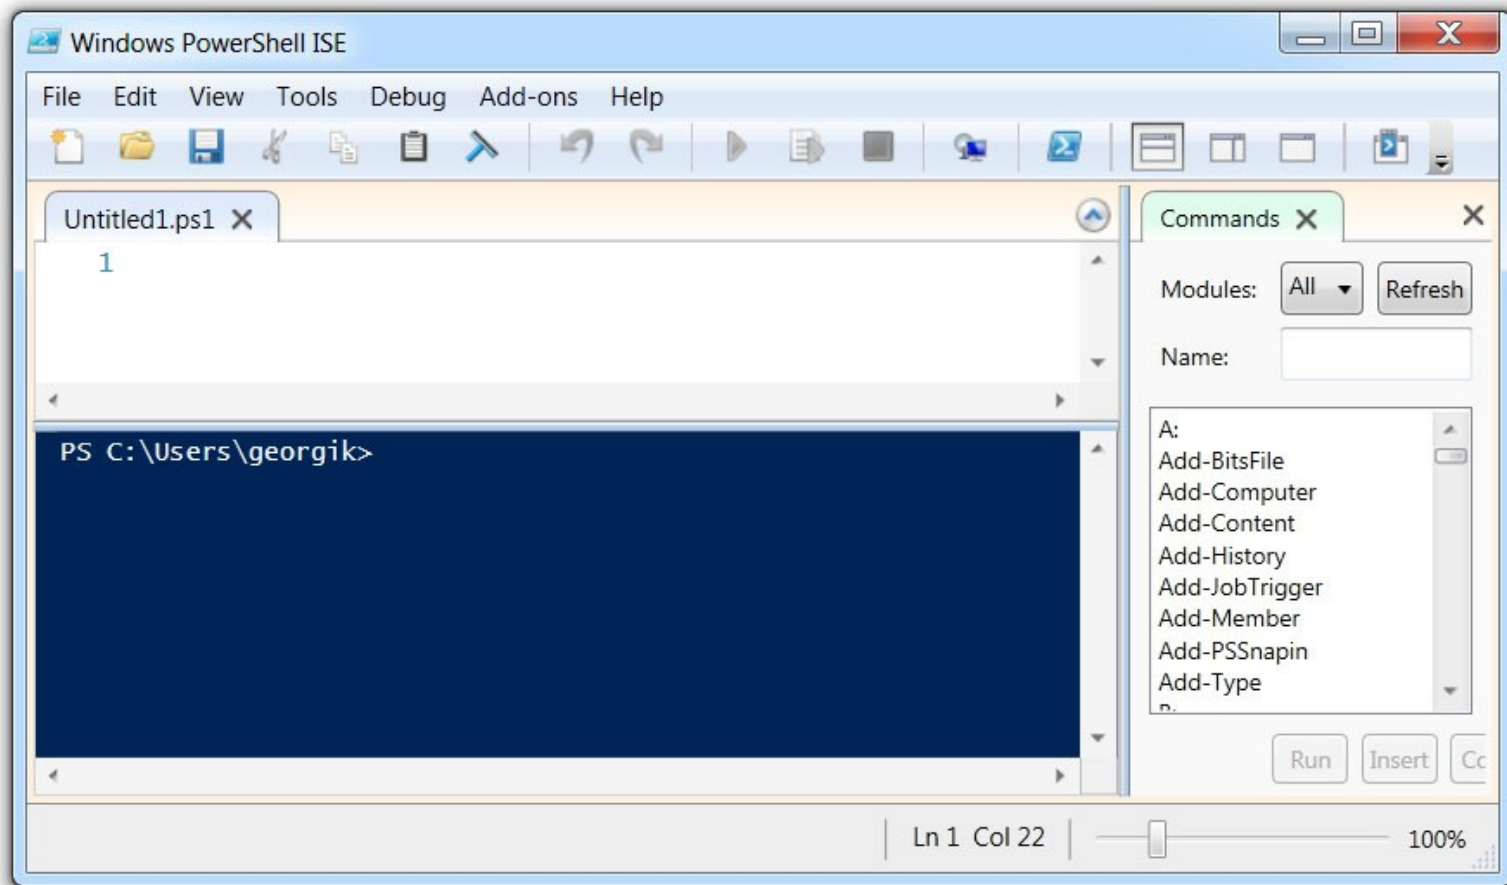 Windows PowerShell ISE
File Edit View Tools Debug Add-ons Help
Untitled1.ps1
1
PS C:\Users\georgik>
Commands
Modules: All Refresh
Name:
A:
Add-BitsFile
Add-Computer
Add-Content
Add-History
Add-JobTrigger
Add-Member
Add-PSSnapin
Add-Type
Run Insert
Ln 1 Col 22 100%